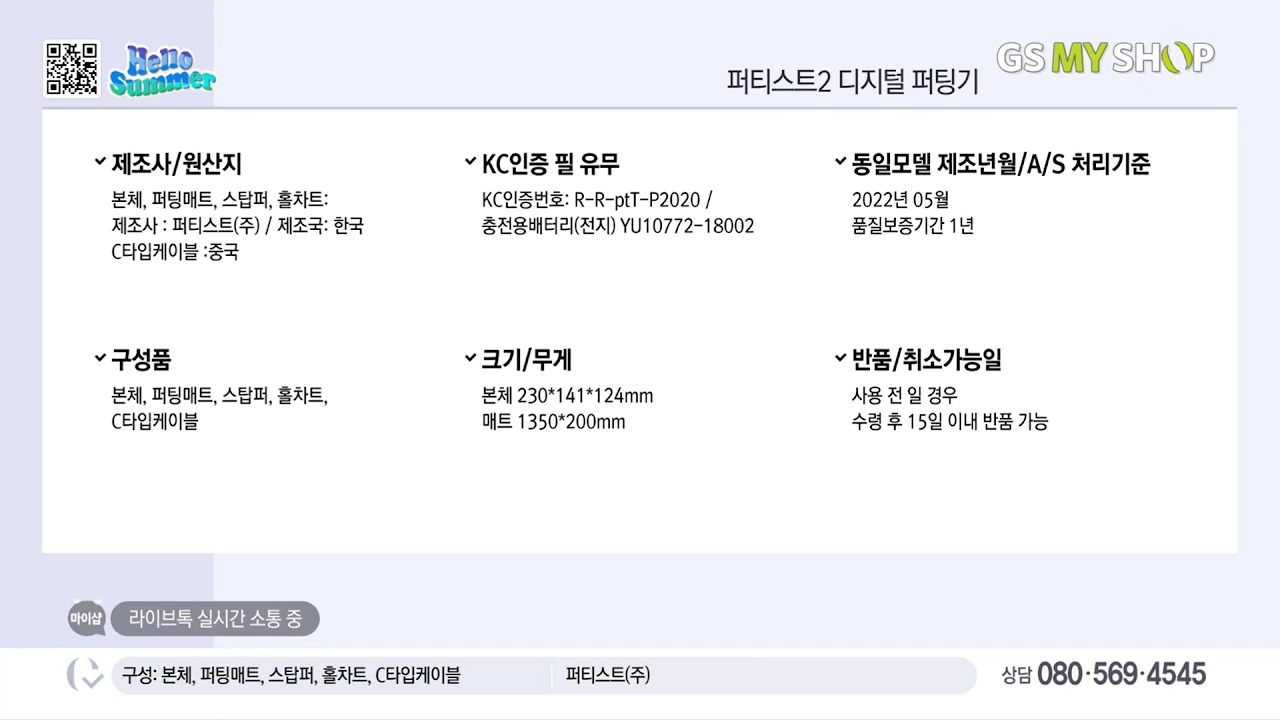 Hello
Summer
퍼티스트2 디지털 퍼팅기
GS MY SHOP
제조사/원산지
본체, 퍼팅매트, 스탑퍼, 홀차트:
제조사 : 퍼티스트(주) / 제조국: 한국
C타입케이블 :중국
KC인증 필 유무
KC인증번호: R-R-ptT-P2020 /
충전용배터리(전지) YU10772-18002
동일모델 제조년월/A/S 처리기준
2022년 05월
품질보증기간 1년
구성품
본체, 퍼팅매트, 스탑퍼, 홀차트,
C타입케이블
크기/무게
본체 230*141*124mm
매트 1350*200mm
반품/취소가능일
사용 전 일 경우
수령 후 15일 이내 반품 가능
마이샵 라이브톡 실시간 소통 중
구성: 본체, 퍼팅매트, 스탑퍼, 홀차트, C타입케이블 퍼티스트(주)
상담 080·569·4545